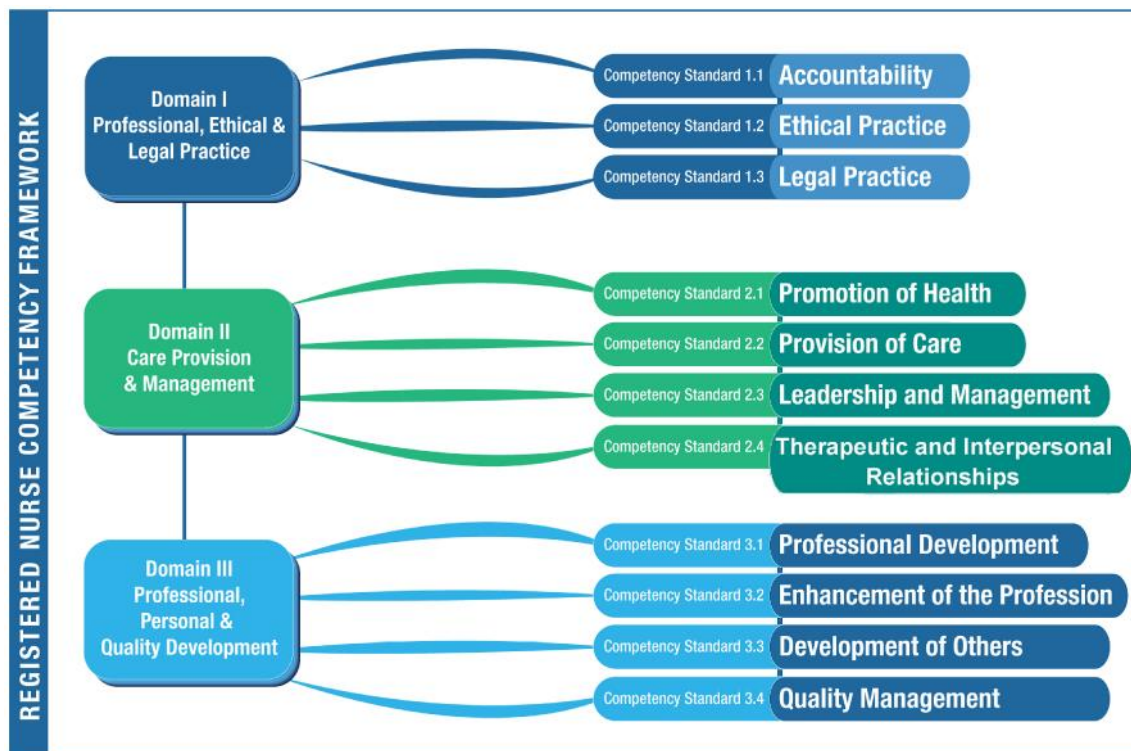 REGISTERED NURSE COMPETENCY FRAMEWORK
Domain I
Professional, Ethical &
Legal Practice
Competency Standard 1.1 Accountability
Competency Standard 1.2 Ethical Practice
Competency Standard 1.3 Legal Practice
Domain II
Care Provision
& Management
Competency Standard 2.1 Promotion of Health
Competency Standard 2.2 Provision of Care
Competency Standard 2.3 Leadership and Management
Competency Standard 2.4 Therapeutic and Interpersonal
Relationships
Domain III
Professional,
Personal &
Quality Development
Competency Standard 3.1 Professional Development
Competency Standard 3.2 Enhancement of the Profession
Competency Standard 3.3 Development of Others
Competency Standard 3.4 Quality Management